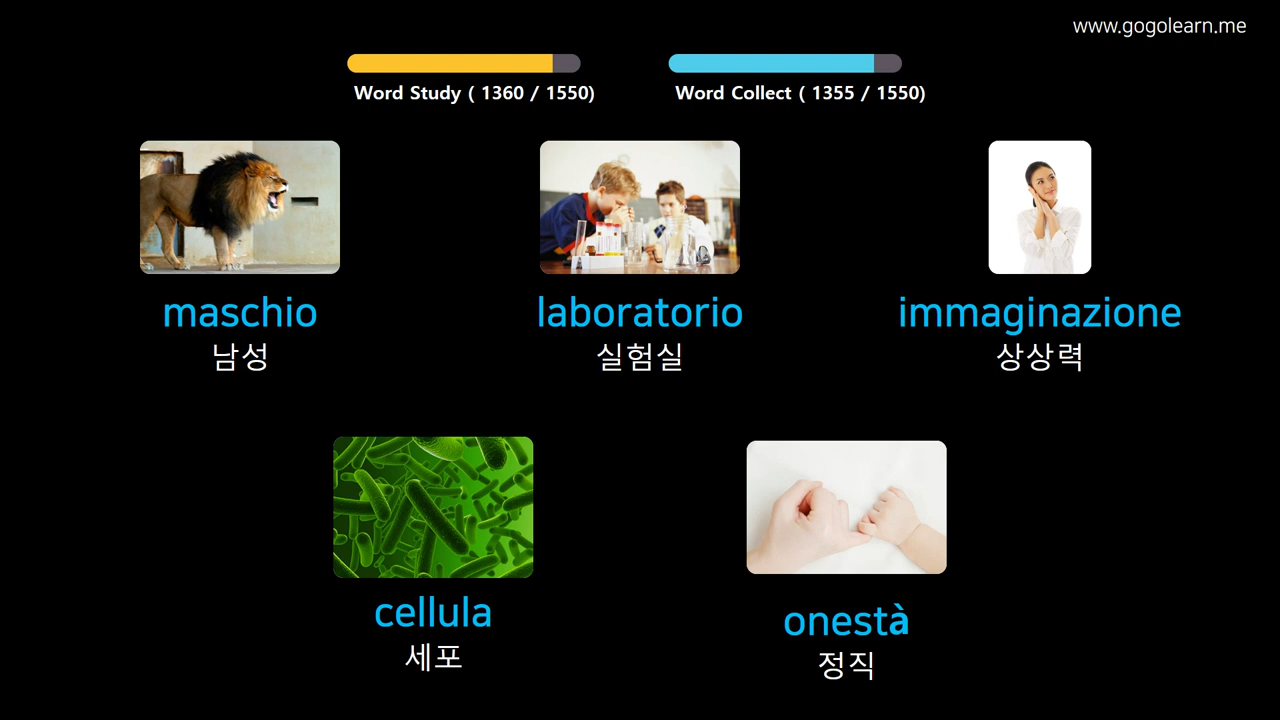 www.gogolearn.me
Word Study ( 1360 / 1550)
Word Collect ( 1355 / 1550)
maschio
남성
laboratorio
실험실
immaginazione
상상력
cellula
세포
onestà
정직